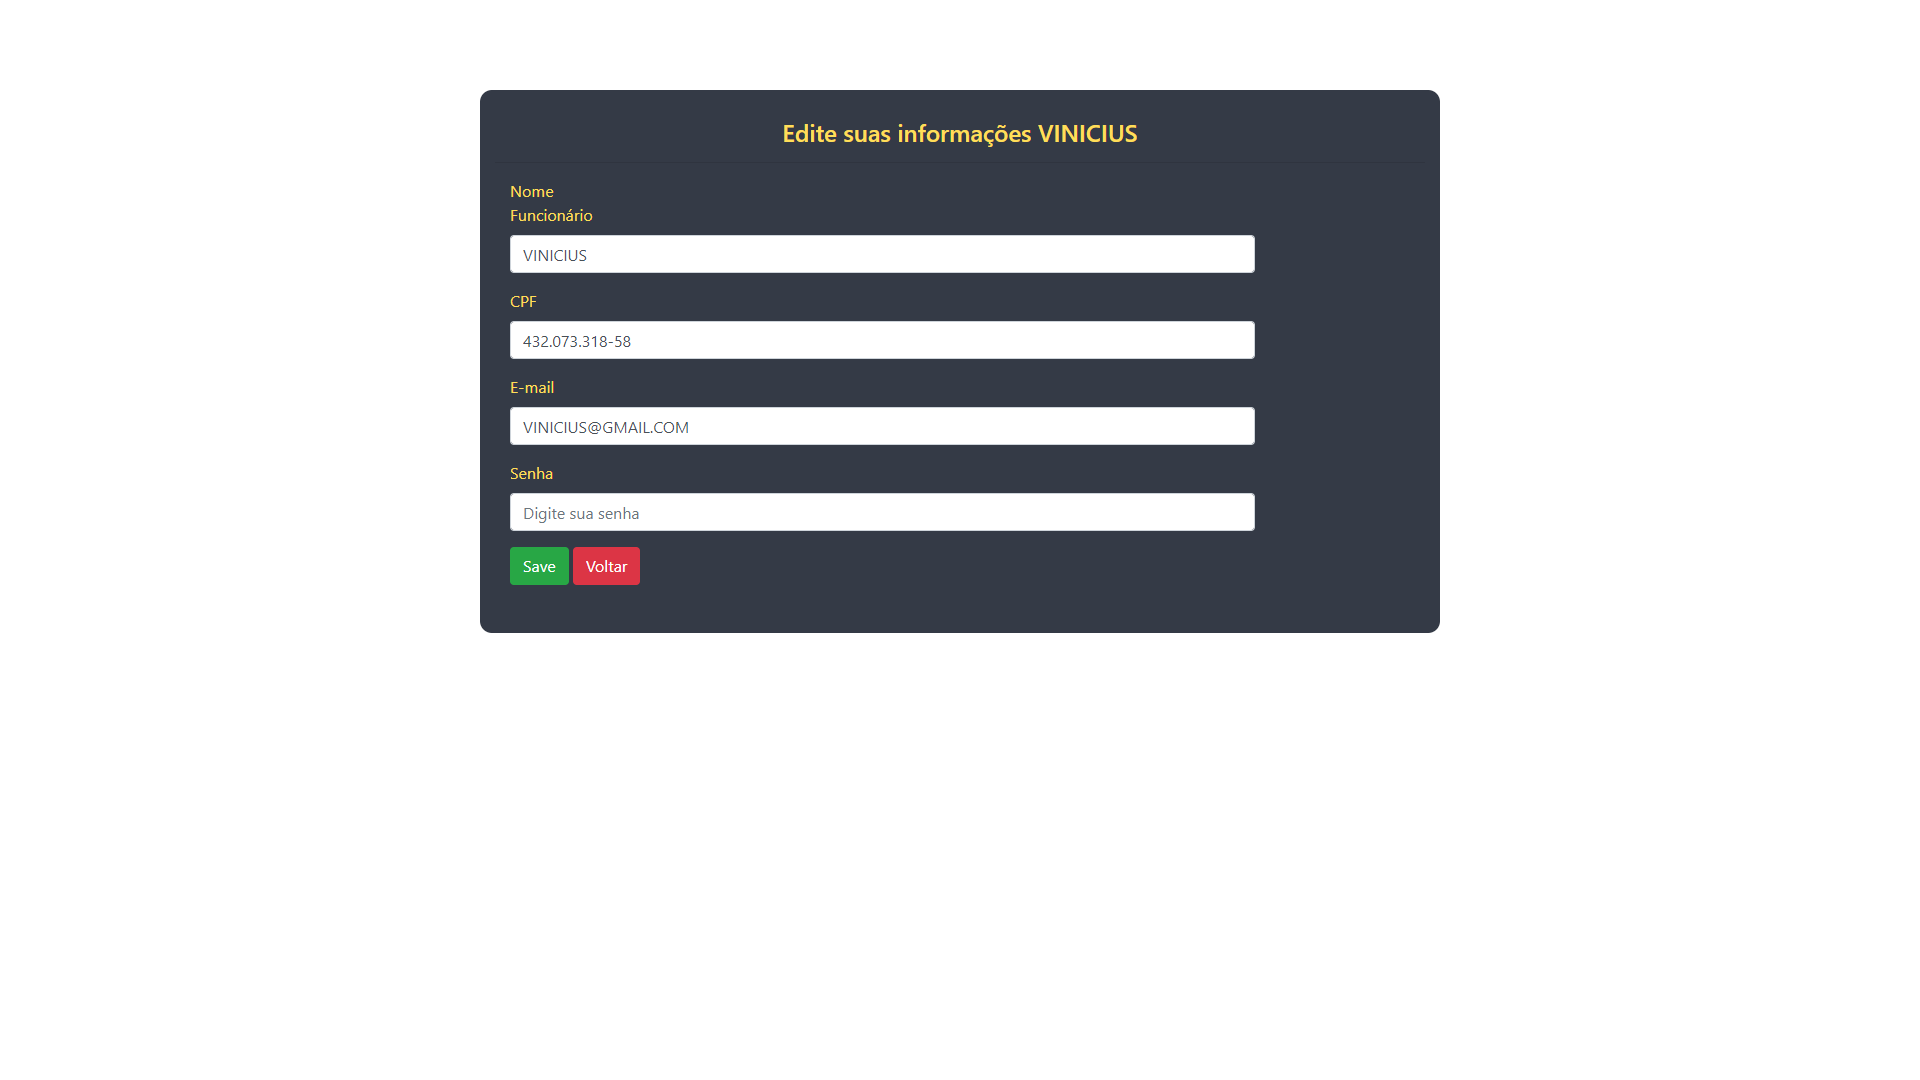 Edite suas informações VINICIUS
Nome
Funcionário
VINICIUS
CPF
432.073.318-58
E-mail
VINICIUS@GMAIL.COM
Senha
Digite sua senha
Save Voltar